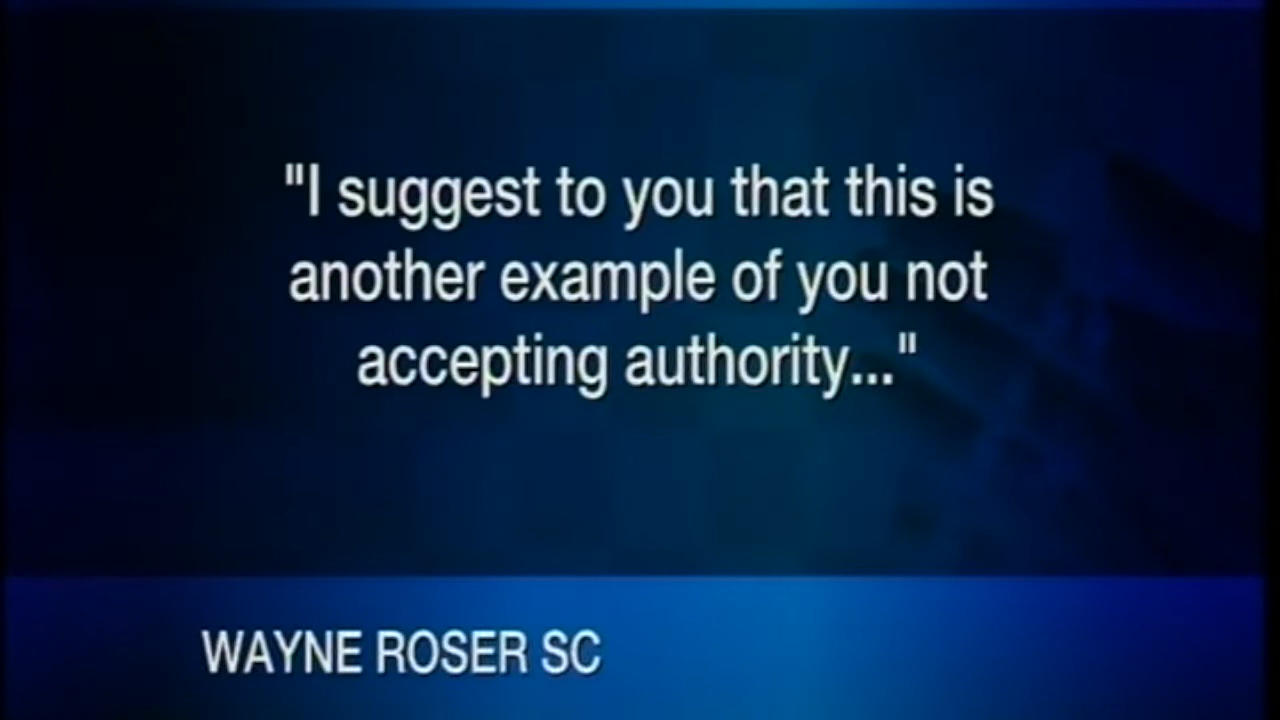 "I suggest to you that this is
another example of you not
accepting authority..."
WAYNE ROSER SC